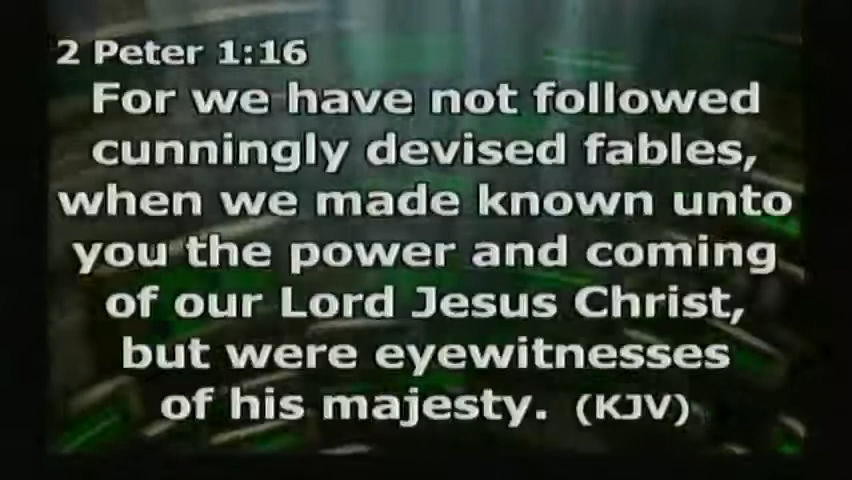 2 Peter 1:16
For we have not followed
cunningly devised fables,
when we made known unto
you the power and coming
of our Lord Jesus Christ,
but were eyewitnesses
of his majesty. (KJV)